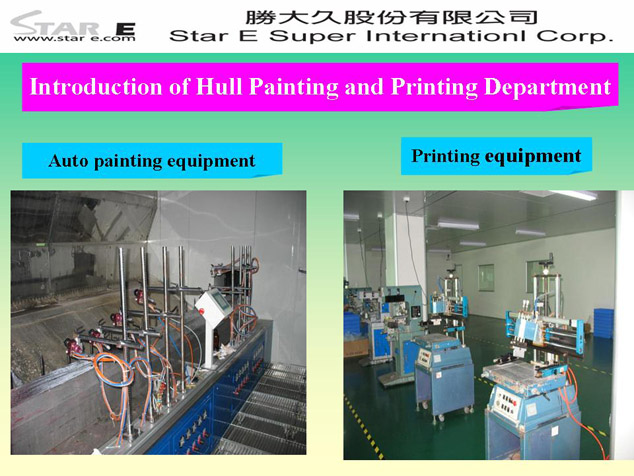 STAR E
www.star e.com
勝大久股份有限公司
Star E Super Internationl Corp.
Introduction of Hull Painting and Printing Department
Auto painting equipment
Printing equipment